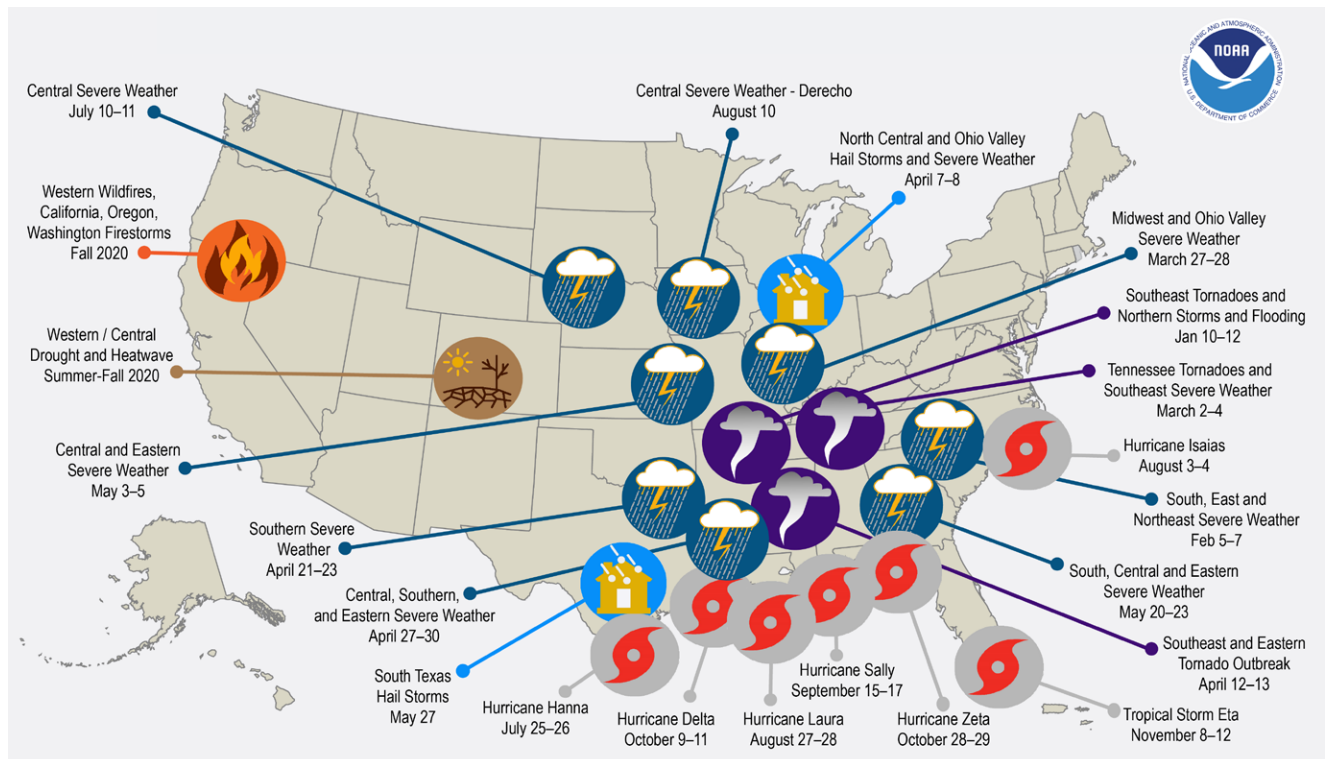 NATIONAL OCEANIC AND ATMOSPHERIC ADMINISTRATION
NOAA
U.S. DEPARTMENT OF COMMERCE
Central Severe Weather
July 10–11
Central Severe Weather - Derecho
August 10
North Central and Ohio Valley
Hail Storms and Severe Weather
April 7–8
Western Wildfires,
California, Oregon,
Washington Firestorms
Fall 2020
Midwest and Ohio Valley
Severe Weather
March 27–28
Southeast Tornadoes and
Northern Storms and Flooding
Jan 10–12
Western / Central
Drought and Heatwave
Summer-Fall 2020
Tennessee Tornadoes and
Southeast Severe Weather
March 2–4
Central and Eastern
Severe Weather
May 3–5
Hurricane Isaias
August 3–4
South, East and
Northeast Severe Weather
Feb 5–7
Southern Severe
Weather
April 21–23
South, Central and Eastern
Severe Weather
May 20–23
Central, Southern,
and Eastern Severe Weather
April 27–30
Southeast and Eastern
Tornado Outbreak
April 12–13
South Texas
Hail Storms
May 27
Hurricane Hanna
July 25–26
Hurricane Delta
October 9–11
Hurricane Laura
August 27–28
Hurricane Sally
September 15–17
Hurricane Zeta
October 28–29
Tropical Storm Eta
November 8–12